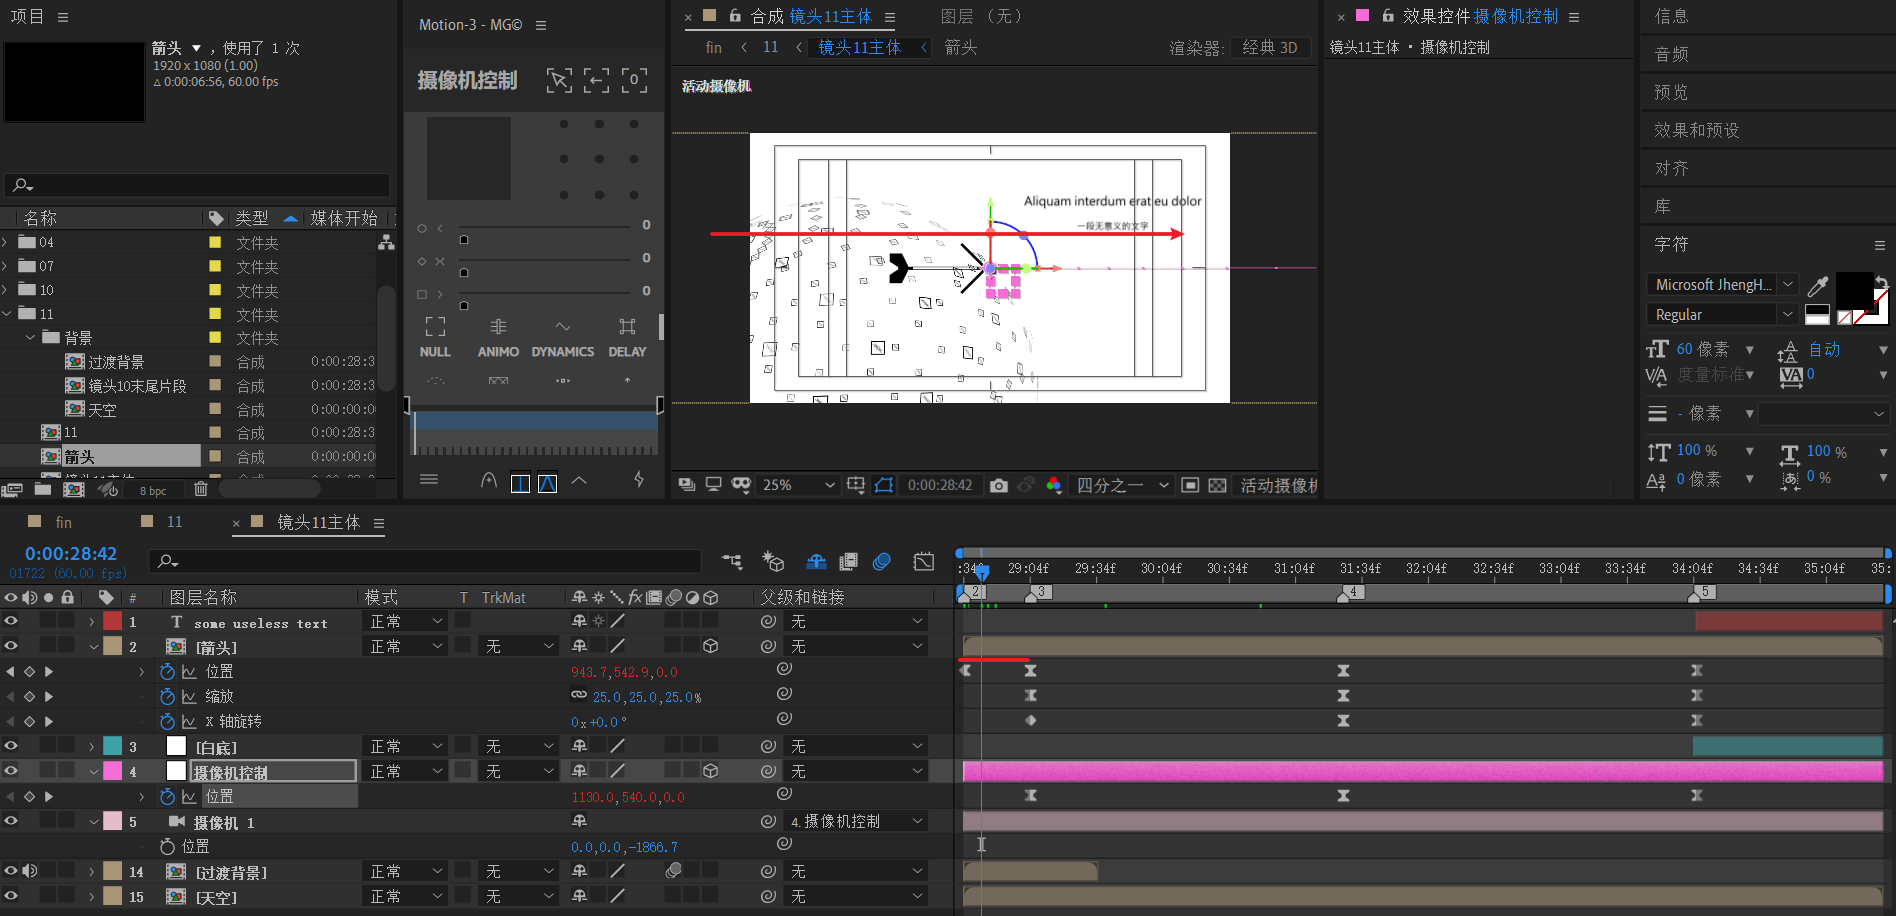 项目
箭头 ▼ ，使用了 1 次
1920 x 1080 (1.00)
△ 0:00:06:56, 60.00 fps
名称 类型 媒体开始
04 文件夹
07 文件夹
10 文件夹
11 文件夹
背景 文件夹
过渡背景 合成 0:00:28:3
镜头10末尾片段 合成 0:00:28:3
天空 合成 0:00:00:0
11 合成 0:00:28:3
箭头 合成 0:00:00:0
8 bpc
Motion-3 - MG©
摄像机控制
0
0
0
0
NULL ANIMO DYNAMICS DELAY
合成 镜头11主体
图层 （无）
fin ‹ 11 ‹ 镜头11主体 ‹ 箭头
渲染器: 经典 3D
活动摄像机
Aliquam interdum erat eu dolor
一段无意义的文字
25% 0:00:28:42 四分之一 活动摄像机
效果控件 摄像机控制
镜头11主体 • 摄像机控制
信息
音频
预览
效果和预设
对齐
库
字符
Microsoft JhengH...
Regular
60 像素 自动
度量标准 0
- 像素
100 % 100 %
0 像素 0 %
fin 11 镜头11主体
0:00:28:42
01722 (60.00 fps)
:34f 29:04f 29:34f 30:04f 30:34f 31:04f 31:34f 32:04f 32:34f 33:04f 33:34f 34:04f 34:34f 35:04f 35:
2 3 4 5
# 图层名称 模式 T TrkMat 父级和链接
1 T some useless text 正常 无
2 [箭头] 正常 无 无
位置 943.7,542.9,0.0
缩放 25.0,25.0,25.0%
X 轴旋转 0x+0.0°
3 [白底] 正常 无 无
4 摄像机控制 正常 无 无
位置 1130.0,540.0,0.0
5 摄像机 1 4.摄像机控制
位置 0.0,0.0,-1866.7
14 [过渡背景] 正常 无 无
15 [天空] 正常 无 无